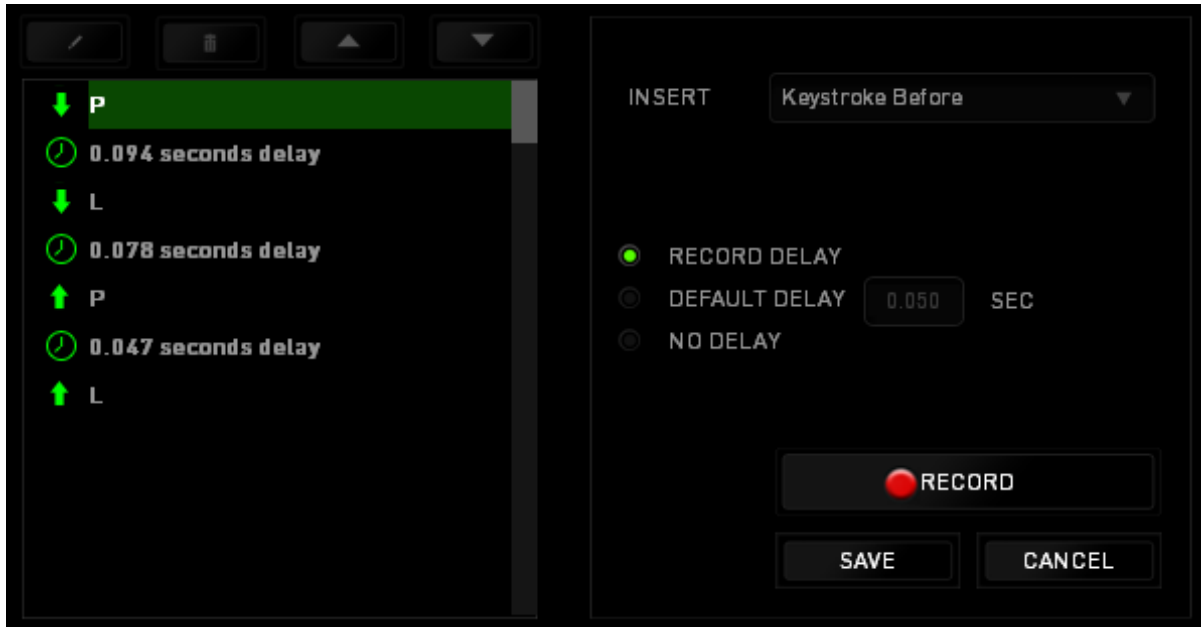 P
0.094 seconds delay
L
0.078 seconds delay
P
0.047 seconds delay
L
INSERT Keystroke Before
RECORD DELAY
DEFAULT DELAY 0.050 SEC
NO DELAY
RECORD
SAVE CANCEL